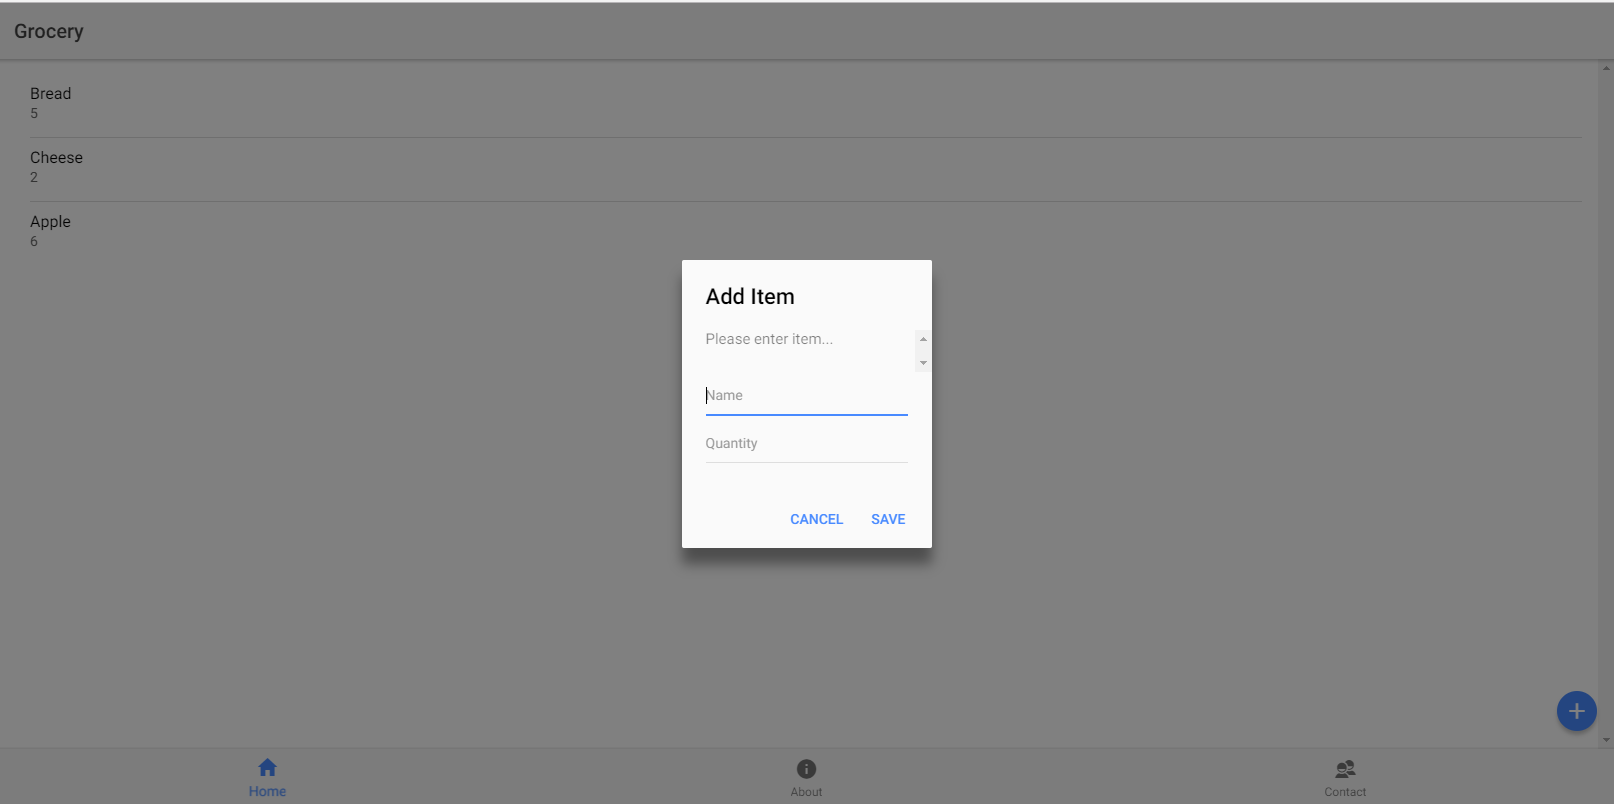 Grocery
Bread
5
Cheese
2
Apple
6
Add Item
Please enter item...
Name
Quantity
CANCEL SAVE
Home About Contact